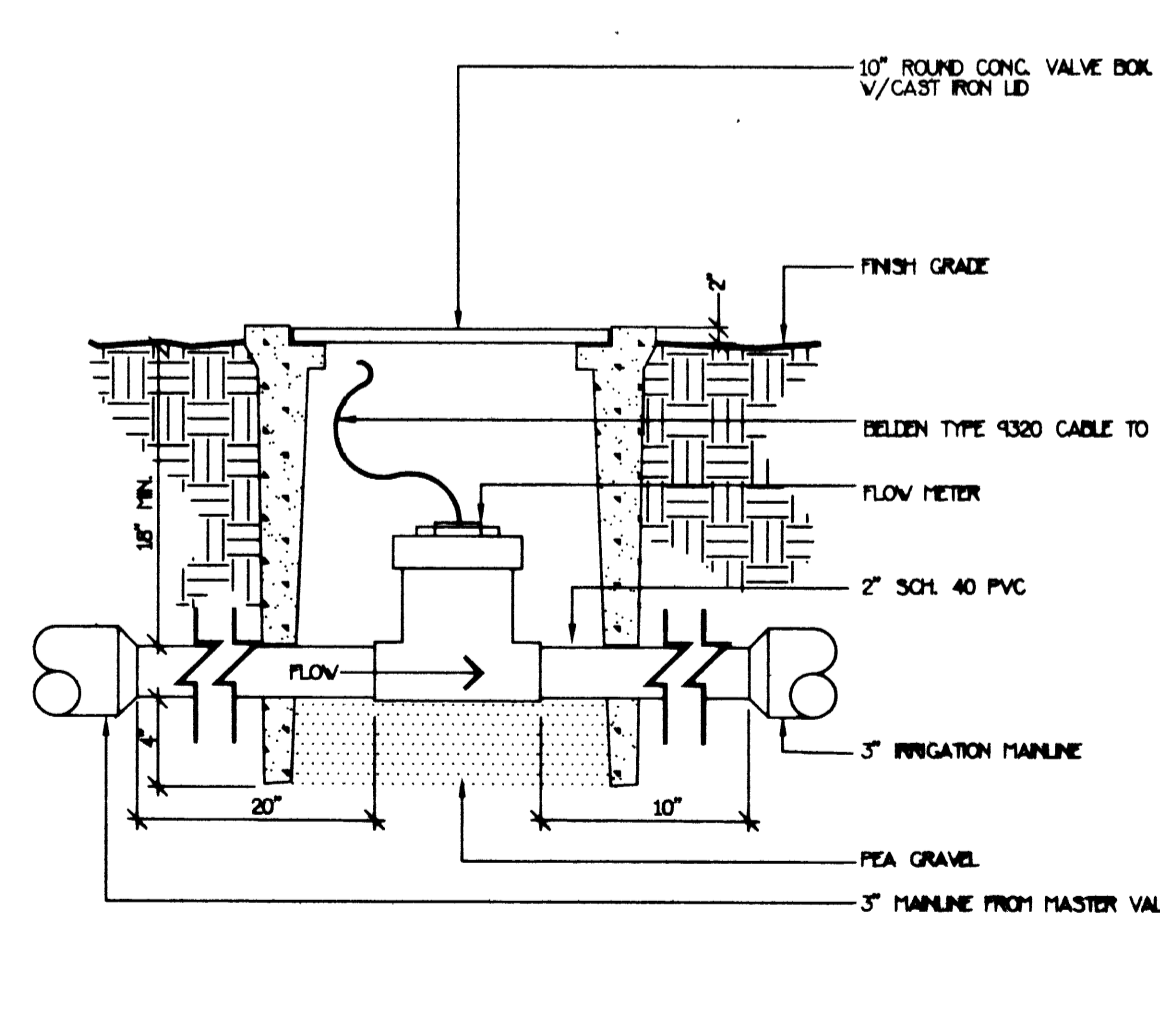 10" ROUND CONC. VALVE BOX
W/CAST IRON LID
FINISH GRADE
2"
BELDEN TYPE 9320 CABLE TO
18" MIN.
FLOW METER
2" SCH. 40 PVC
FLOW
4"
3" IRRIGATION MAINLINE
20"
10"
PEA GRAVEL
3" MAINLINE FROM MASTER VAL